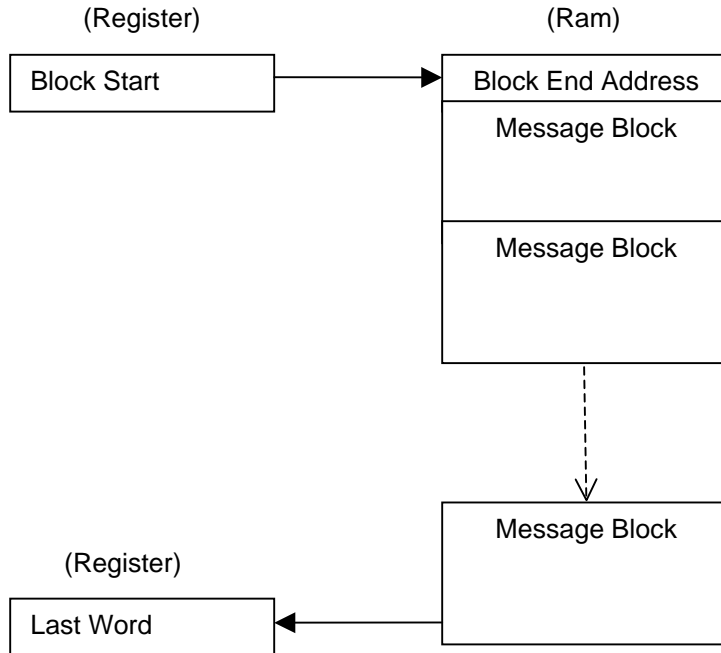 (Register)
(Ram)
Block Start
Block End Address
Message Block
Message Block
Message Block
(Register)
Last Word